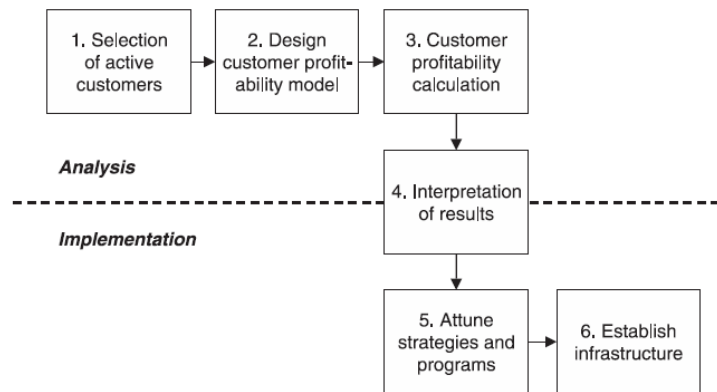 1. Selection
of active
customers
2. Design
customer profit-
ability model
3. Customer
profitability
calculation
Analysis
4. Interpretation
of results
Implementation
5. Attune
strategies and
programs
6. Establish
infrastructure